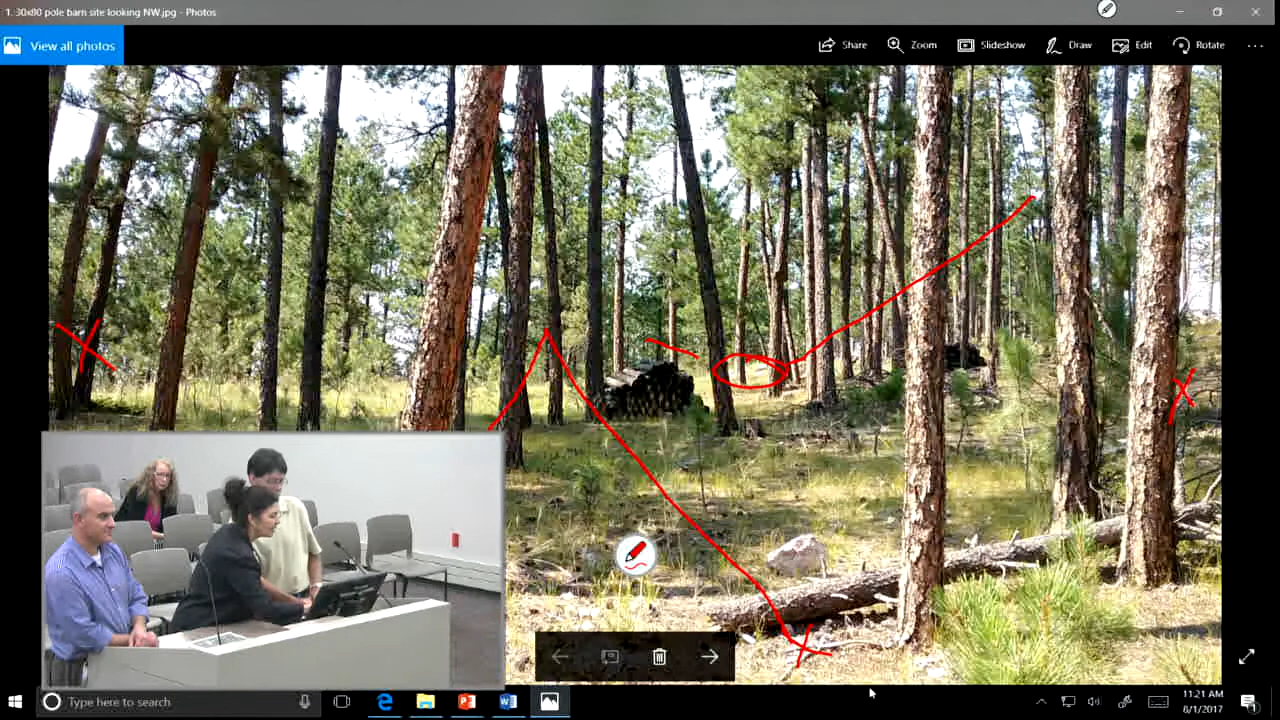 1. 30x80 pole barn site looking NW.jpg - Photos
View all photos
Share
Zoom
Slideshow
Draw
Edit
Rotate
Type here to search
11:21 AM
8/1/2017